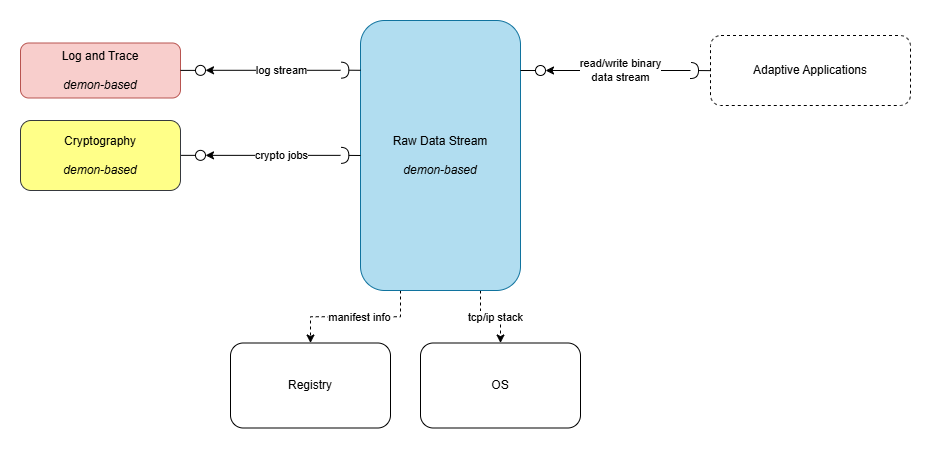 Log and Trace
demon-based
log stream
Cryptography
demon-based
crypto jobs
Raw Data Stream
demon-based
read/write binary
data stream
Adaptive Applications
manifest info
tcp/ip stack
Registry
OS